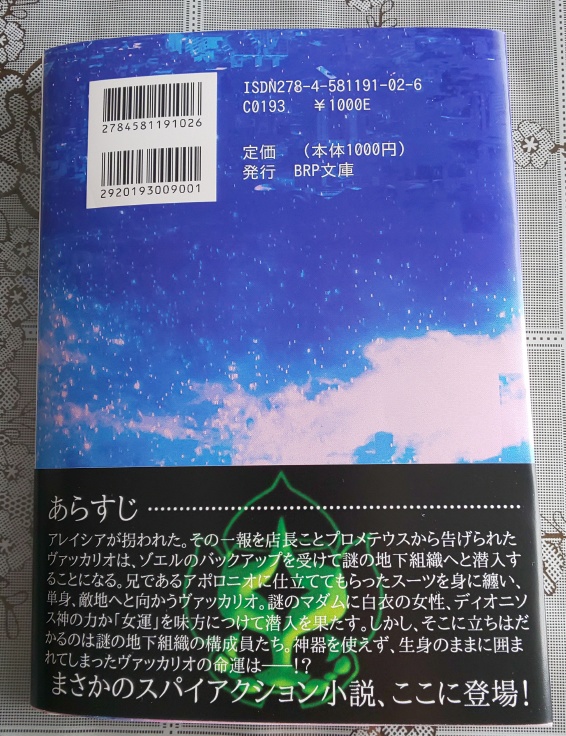 2784581191026
2920193009001
ISDN278-4-581191-02-6
C0193 ￥1000E
定価 （本体1000円）
発行 BRP文庫
あらすじ
アレイシアが拐われた。その一報を店長ことプロメテウスから告げられた
ヴァッカリオは、ゾエルのバックアップを受けて謎の地下組織へと潜入す
ることになる。兄であるアポロニオに仕立ててもらったスーツを身に纏い、
単身、敵地へと向かうヴァッカリオ。謎のマダムに白衣の女性、ディオニソ
ス神の力か「女運」を味方につけて潜入を果たす。しかし、そこに立ちはだ
かるのは謎の地下組織の構成員たち。神器を使えず、生身のままに囲ま
れてしまったヴァッカリオの命運は――！？
まさかのスパイアクション小説、ここに登場！